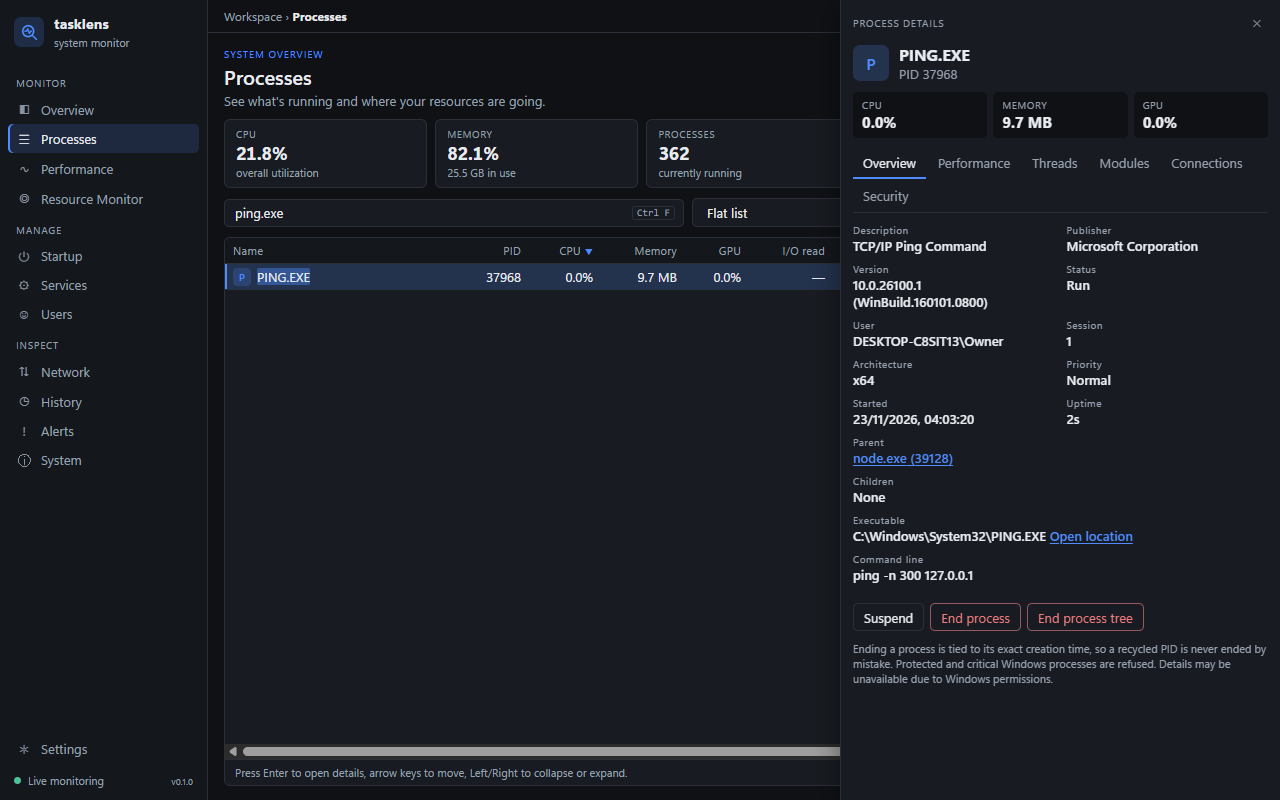 tasklens
system monitor
MONITOR
Overview
Processes
Performance
Resource Monitor
MANAGE
Startup
Services
Users
INSPECT
Network
History
Alerts
System
Settings
Live monitoring
v0.1.0
Workspace › Processes
SYSTEM OVERVIEW
Processes
See what's running and where your resources are going.
CPU
21.8%
overall utilization
MEMORY
82.1%
25.5 GB in use
PROCESSES
362
currently running
ping.exe
Ctrl F
Flat list
Name PID CPU ▼ Memory GPU I/O read
P PING.EXE 37968 0.0% 9.7 MB 0.0% —
Press Enter to open details, arrow keys to move, Left/Right to collapse or expand.
PROCESS DETAILS
P
PING.EXE
PID 37968
CPU
0.0%
MEMORY
9.7 MB
GPU
0.0%
Overview Performance Threads Modules Connections
Security
Description
TCP/IP Ping Command
Publisher
Microsoft Corporation
Version
10.0.26100.1
(WinBuild.160101.0800)
Status
Run
User
DESKTOP-C8SIT13\Owner
Session
1
Architecture
x64
Priority
Normal
Started
23/11/2026, 04:03:20
Uptime
2s
Parent
node.exe (39128)
Children
None
Executable
C:\Windows\System32\PING.EXE Open location
Command line
ping -n 300 127.0.0.1
Suspend
End process
End process tree
Ending a process is tied to its exact creation time, so a recycled PID is never ended by
mistake. Protected and critical Windows processes are refused. Details may be
unavailable due to Windows permissions.